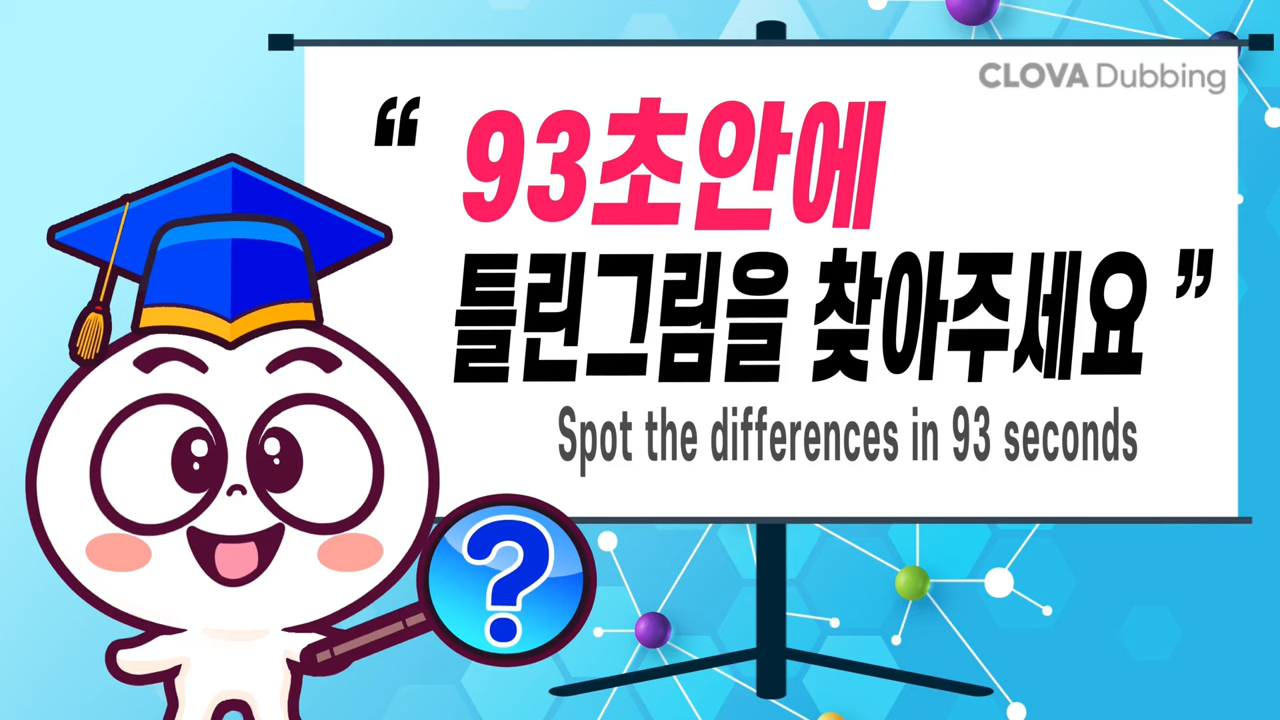 CLOVA Dubbing
“ 93초안에
틀린그림을 찾아주세요 ”
Spot the differences in 93 seconds
?